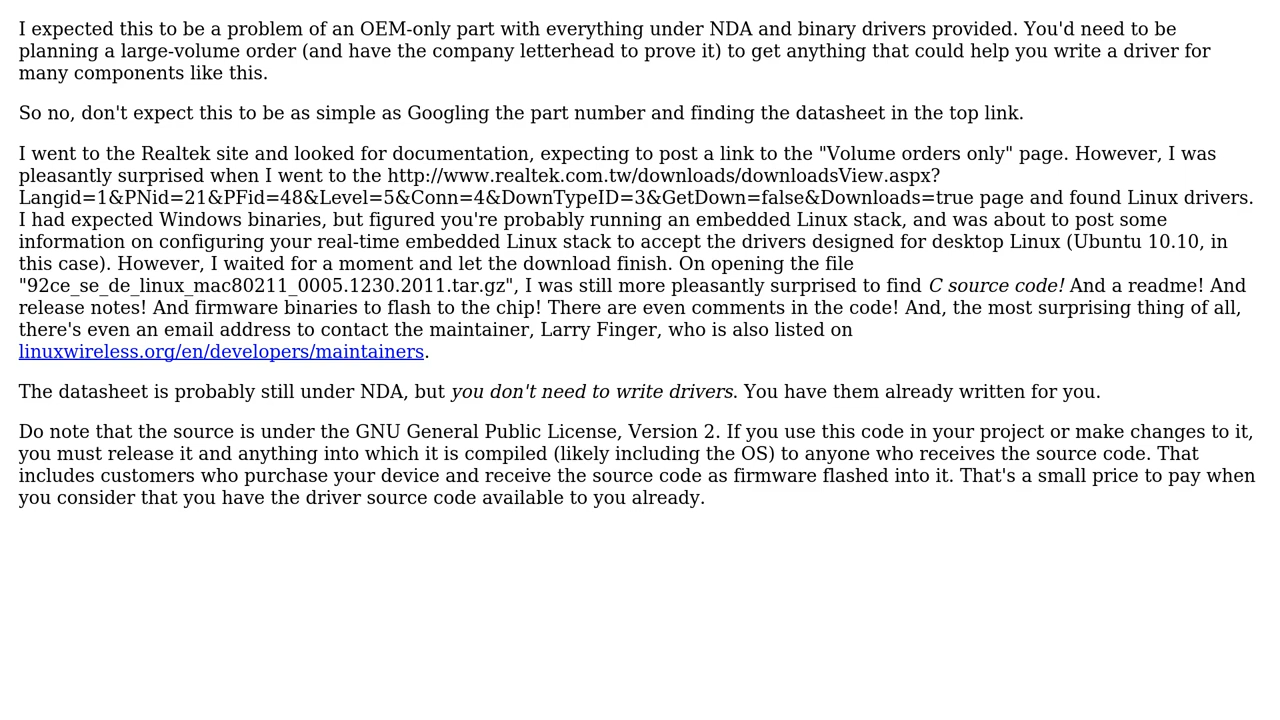 I expected this to be a problem of an OEM-only part with everything under NDA and binary drivers provided. You'd need to be
planning a large-volume order (and have the company letterhead to prove it) to get anything that could help you write a driver for
many components like this.
So no, don't expect this to be as simple as Googling the part number and finding the datasheet in the top link.
I went to the Realtek site and looked for documentation, expecting to post a link to the "Volume orders only" page. However, I was
pleasantly surprised when I went to the http://www.realtek.com.tw/downloads/downloadsView.aspx?
Langid=1&PNid=21&PFid=48&Level=5&Conn=4&DownTypeID=3&GetDown=false&Downloads=true page and found Linux drivers.
I had expected Windows binaries, but figured you're probably running an embedded Linux stack, and was about to post some
information on configuring your real-time embedded Linux stack to accept the drivers designed for desktop Linux (Ubuntu 10.10, in
this case). However, I waited for a moment and let the download finish. On opening the file
"92ce_se_de_linux_mac80211_0005.1230.2011.tar.gz", I was still more pleasantly surprised to find C source code! And a readme! And
release notes! And firmware binaries to flash to the chip! There are even comments in the code! And, the most surprising thing of all,
there's even an email address to contact the maintainer, Larry Finger, who is also listed on
linuxwireless.org/en/developers/maintainers.
The datasheet is probably still under NDA, but you don't need to write drivers. You have them already written for you.
Do note that the source is under the GNU General Public License, Version 2. If you use this code in your project or make changes to it,
you must release it and anything into which it is compiled (likely including the OS) to anyone who receives the source code. That
includes customers who purchase your device and receive the source code as firmware flashed into it. That's a small price to pay when
you consider that you have the driver source code available to you already.